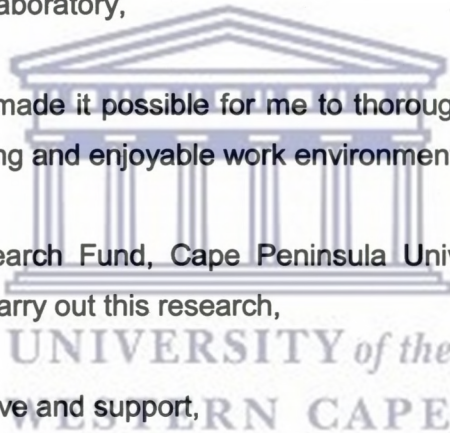 aboratory,
made it possible for me to thoroug
ng and enjoyable work environmen
earch Fund, Cape Peninsula Univ
arry out this research,
UNIVERSITY of the
ve and support,
WESTERN CAPE